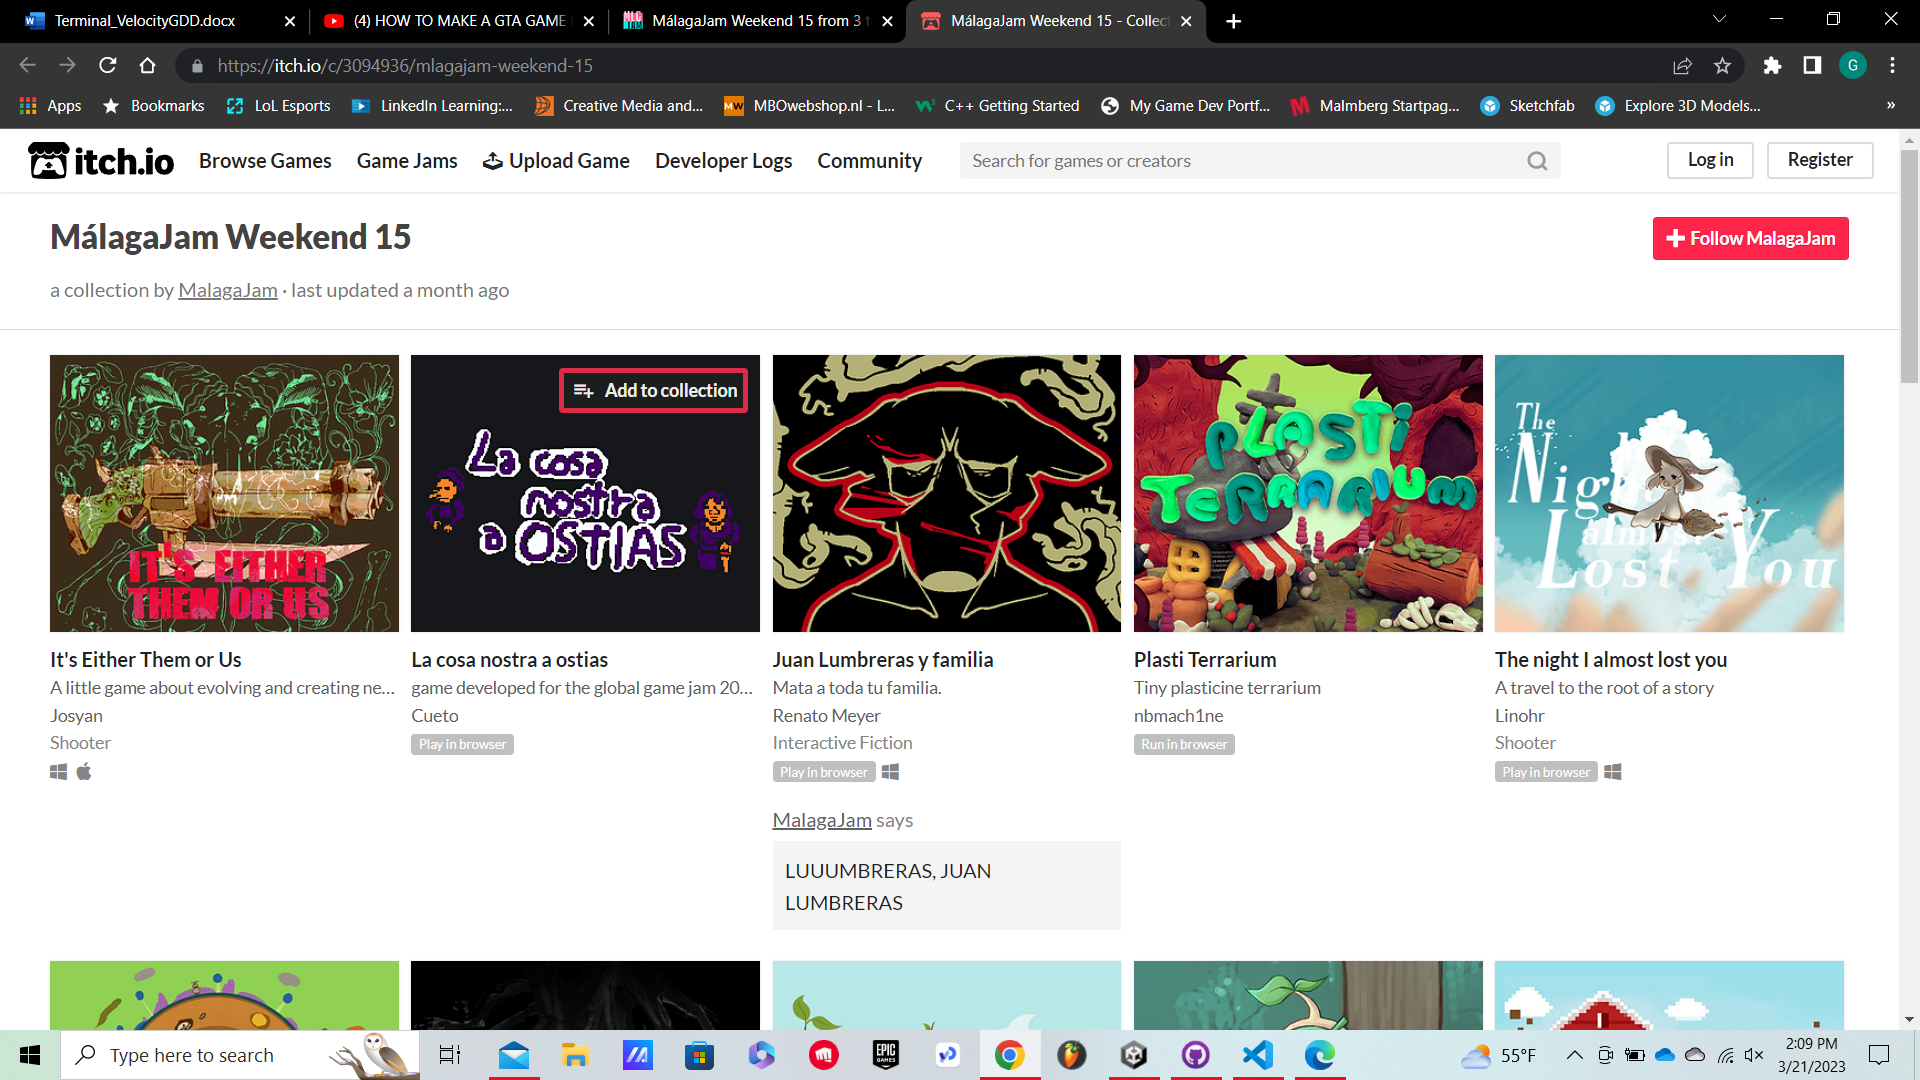 Terminal_VelocityGDD.docx
(4) HOW TO MAKE A GTA GAME
MálagaJam Weekend 15 from 3 t
MálagaJam Weekend 15 - Collec
https://itch.io/c/3094936/mlagajam-weekend-15
G
Apps
Bookmarks
LoL Esports
LinkedIn Learning:...
Creative Media and...
MBOwebshop.nl - L...
C++ Getting Started
My Game Dev Portf...
Malmberg Startpag...
Sketchfab
Explore 3D Models...
»
itch.io
Browse Games
Game Jams
Upload Game
Developer Logs
Community
Search for games or creators
Log in
Register
MálagaJam Weekend 15
Follow MalagaJam
a collection by MalagaJam · last updated a month ago
IT'S EITHER
THEM OR US
Add to collection
La cosa
nostra
a OSTIAS
PLASTI
TERRARIUM
The
Night I
almost
Lost You
It's Either Them or Us
A little game about evolving and creating ne...
Josyan
Shooter
La cosa nostra a ostias
game developed for the global game jam 20...
Cueto
Play in browser
Juan Lumbreras y familia
Mata a toda tu familia.
Renato Meyer
Interactive Fiction
Play in browser
MalagaJam says
LUUUMBRERAS, JUAN
LUMBRERAS
Plasti Terrarium
Tiny plasticine terrarium
nbmach1ne
Run in browser
The night I almost lost you
A travel to the root of a story
Linohr
Shooter
Play in browser
Type here to search
EPIC
GAMES
55°F
2:09 PM
3/21/2023